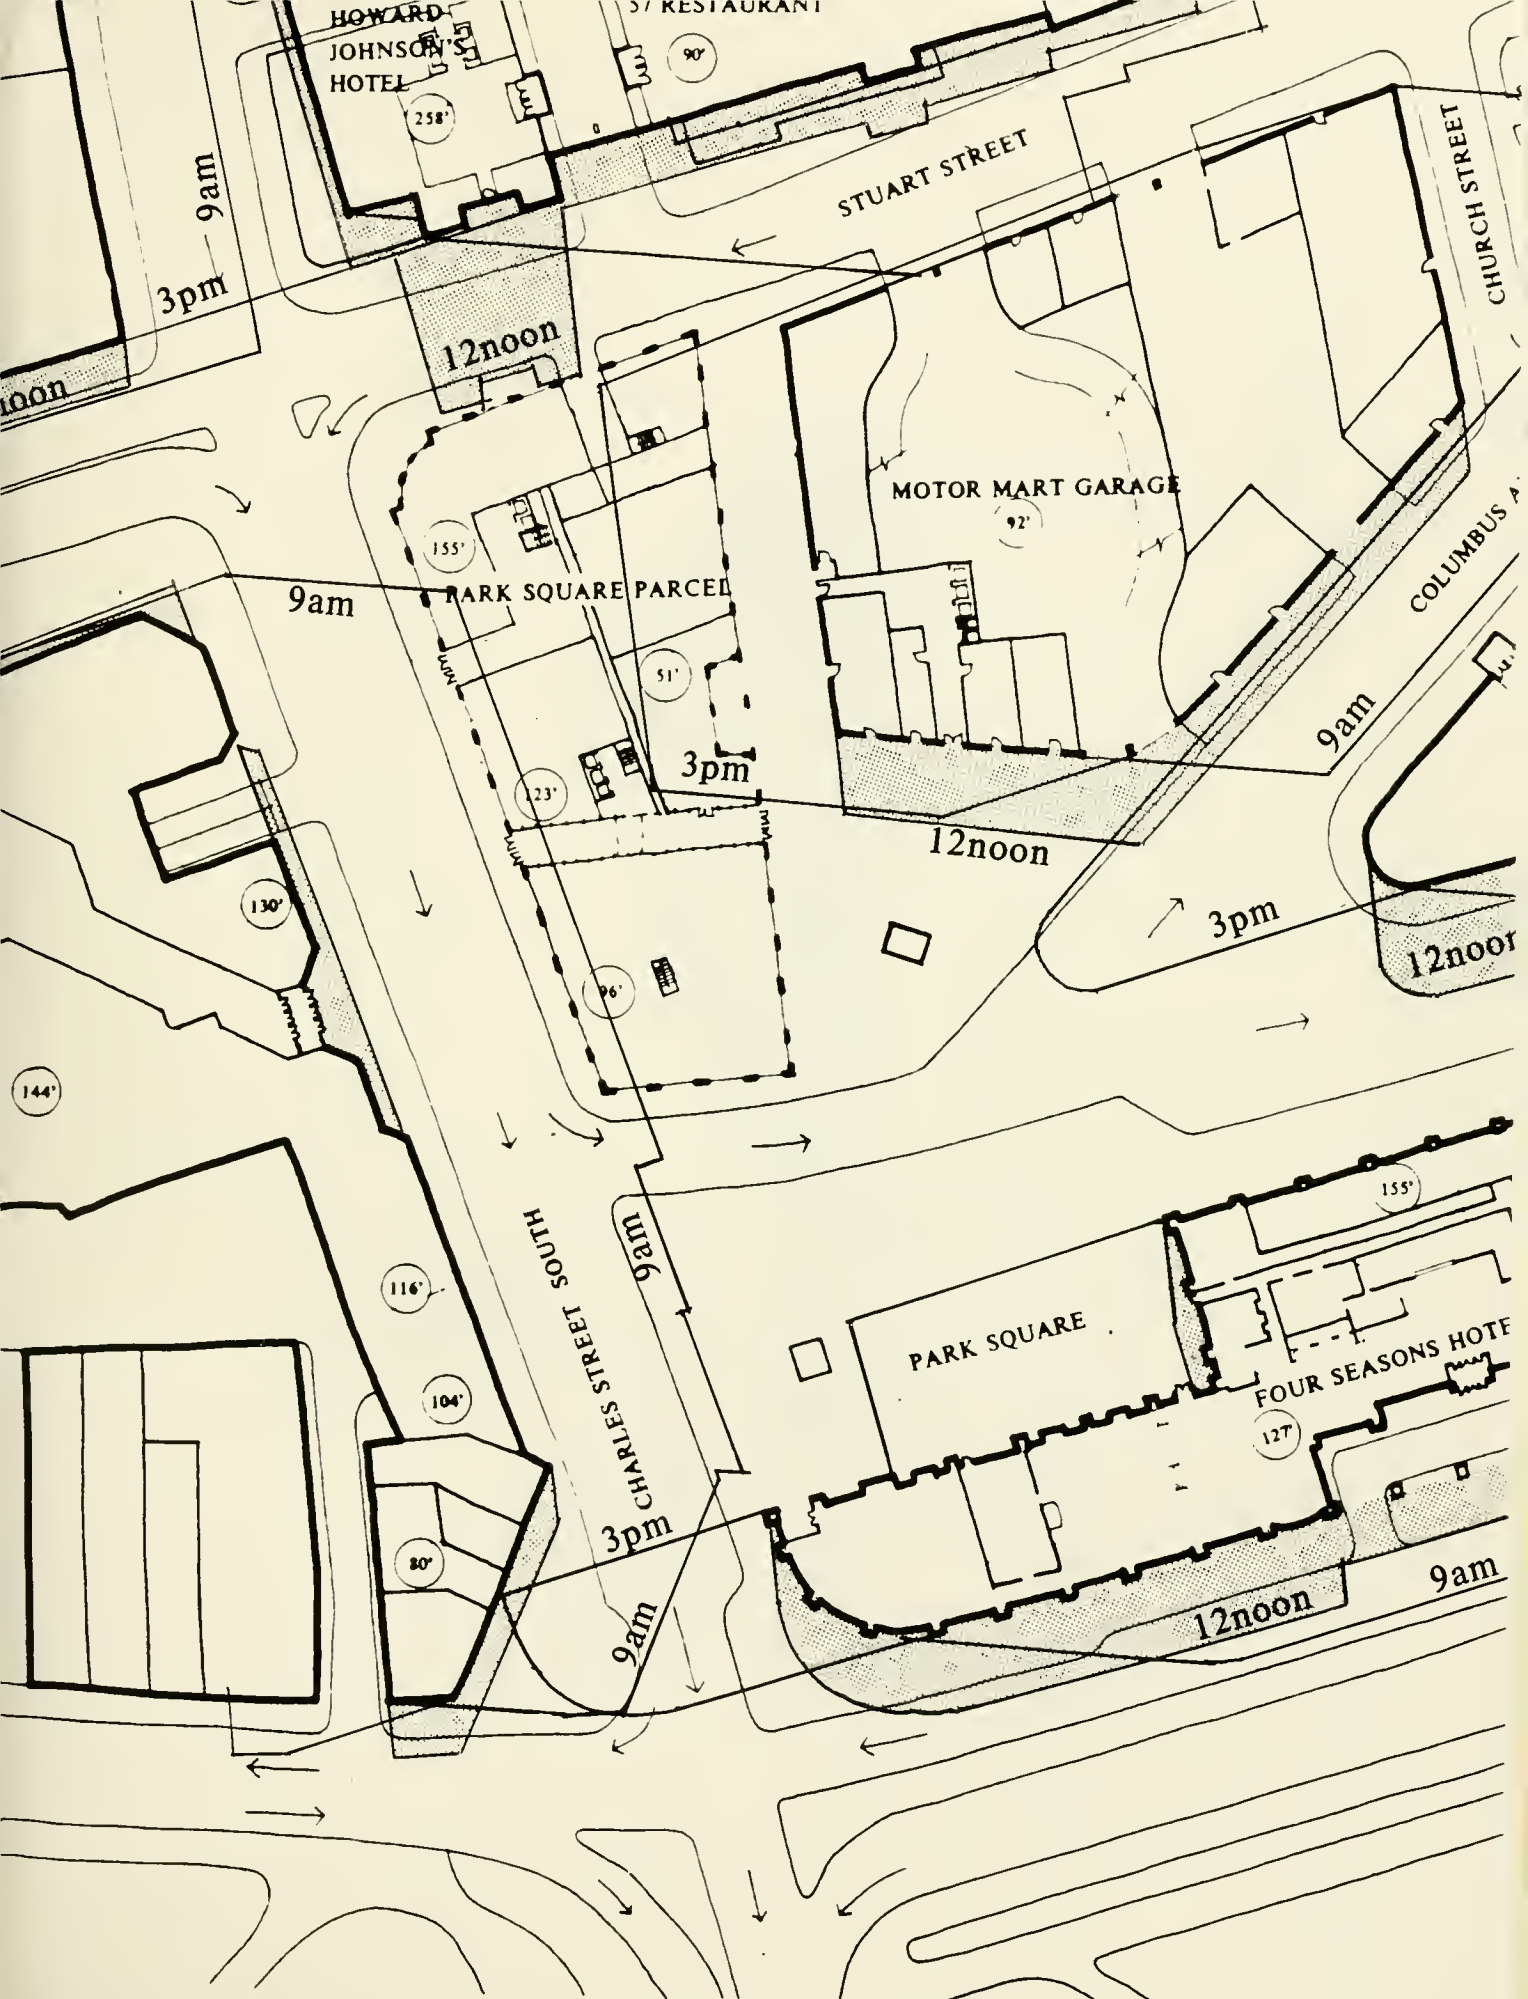 HOWARD
JOHNSON'S
HOTEL
258'
57 RESTAURANT
90'
9am
3pm
12noon
STUART STREET
CHURCH STREET
noon
MOTOR MART GARAGE
92'
COLUMBUS A
155'
PARK SQUARE PARCEL
9am
51'
3pm
123'
9am
12noon
130'
3pm
12noon
96'
144'
155'
116'
9am
CHARLES STREET SOUTH
PARK SQUARE
FOUR SEASONS HOTE
127'
104'
80'
3pm
9am
12noon
9am